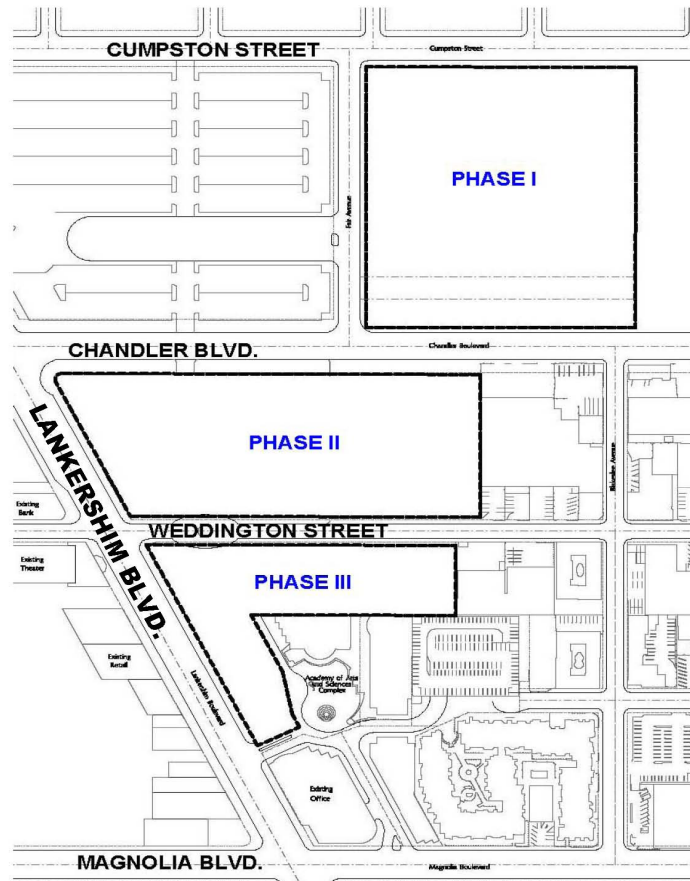 CUMPSTON STREET
Cumpston Street
PHASE I
Fair Avenue
CHANDLER BLVD.
Chandler Boulevard
LANKERSHIM BLVD.
PHASE II
Blakeslee Avenue
Existing
Bank
WEDDINGTON STREET
Existing
Theater
PHASE III
Existing
Retail
Lankershim Boulevard
Academy of Arts
and Sciences
Complex
Existing
Office
MAGNOLIA BLVD.
Magnolia Boulevard